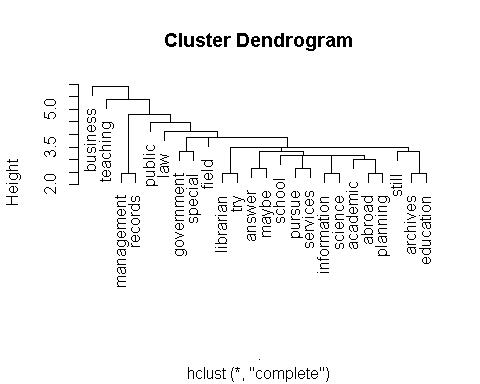 Cluster Dendrogram
Height
2.0
3.5
5.0
business
teaching
management
records
public
law
government
special
field
librarian
try
answer
maybe
school
pursue
services
information
science
academic
abroad
planning
still
archives
education
.
hclust (*, "complete")